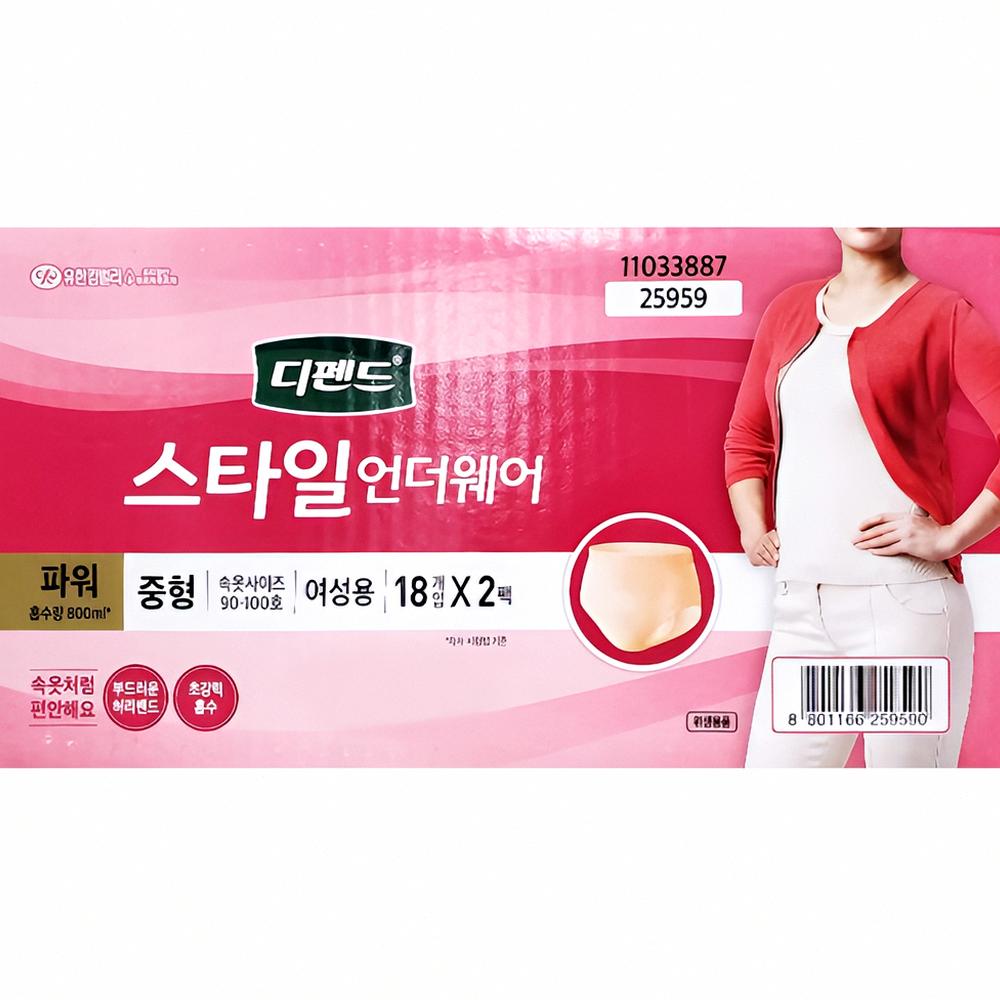 유한킴벌리
11033887
25959
디펜드®
스타일 언더웨어
파워
흡수량 800ml*
중형
속옷사이즈
90-100호
여성용
18개입 X 2팩
속옷처럼
편안해요
부드러운
허리밴드
초강력
흡수
위생용품
8 801166 259590